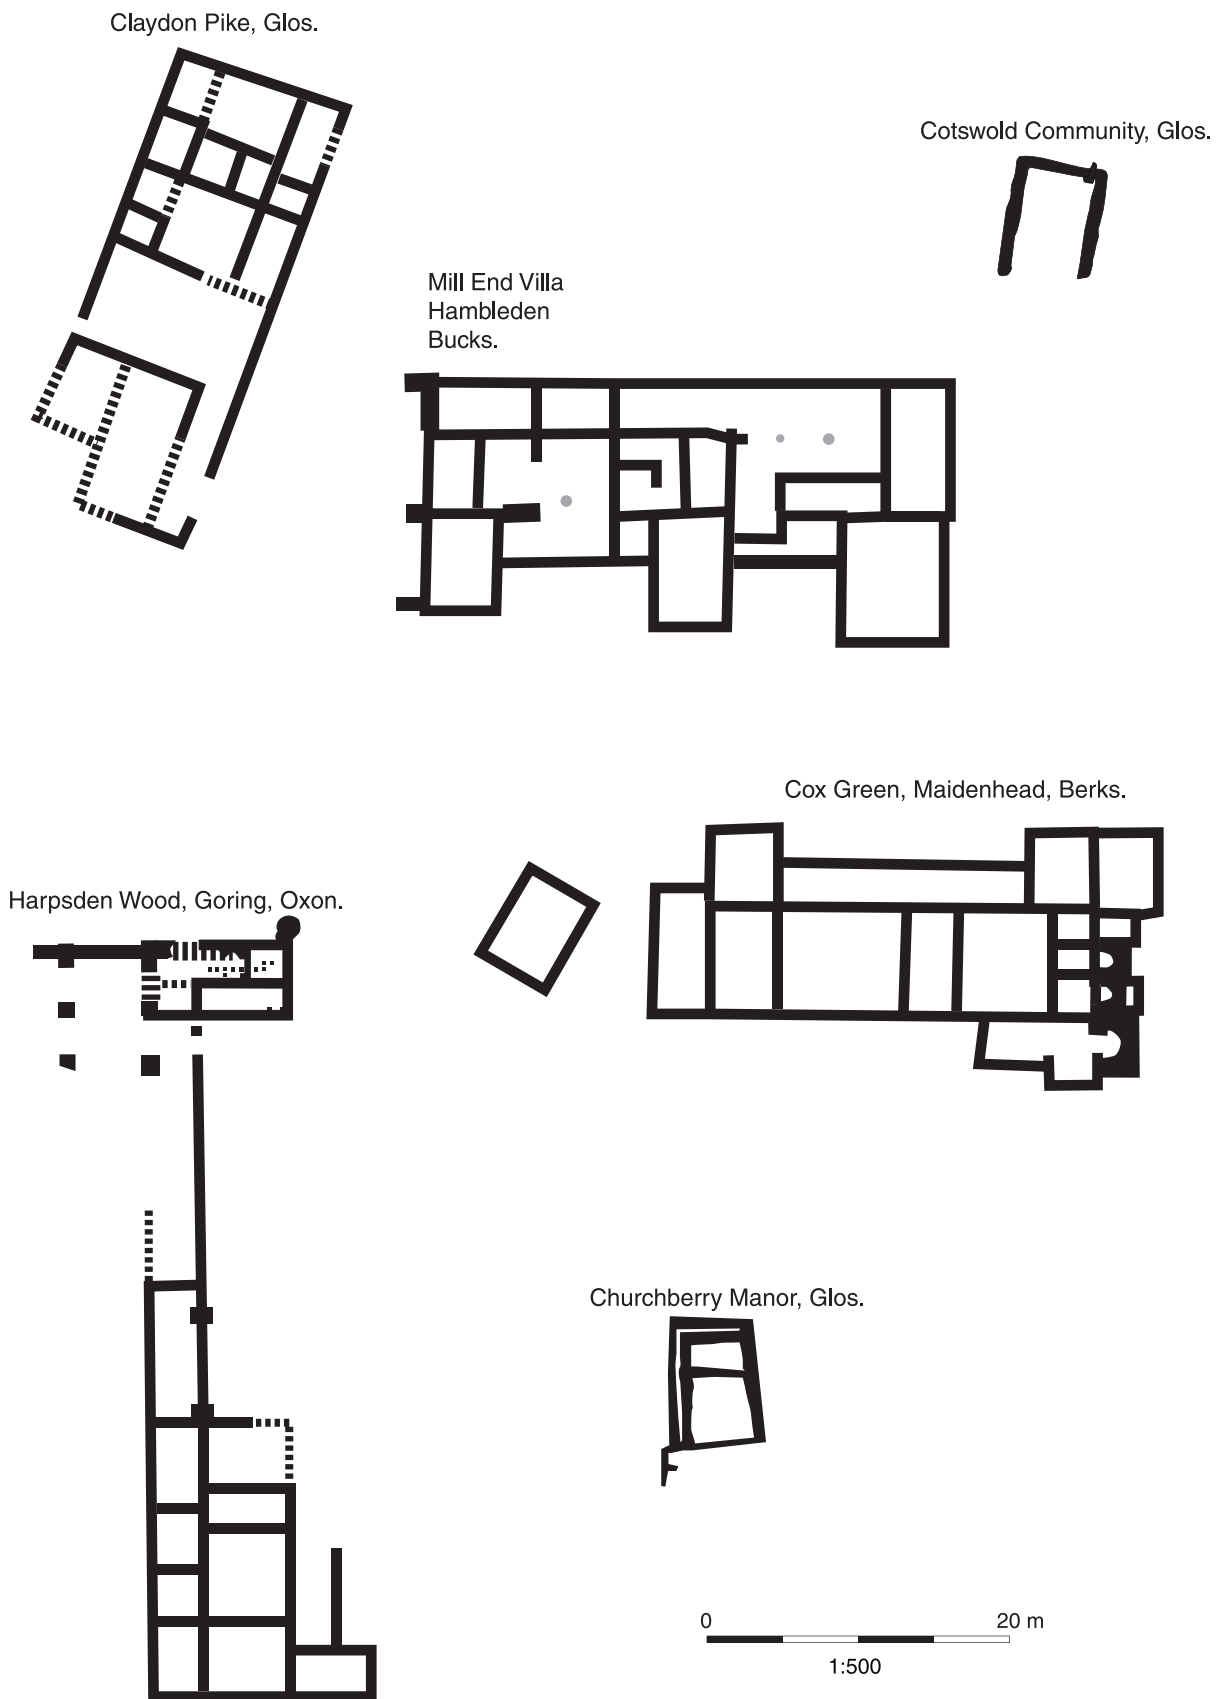 Claydon Pike, Glos.
Cotswold Community, Glos.
Mill End Villa
Hambleden
Bucks.
Cox Green, Maidenhead, Berks.
Harpsden Wood, Goring, Oxon.
Churchberry Manor, Glos.
0 20 m
1:500